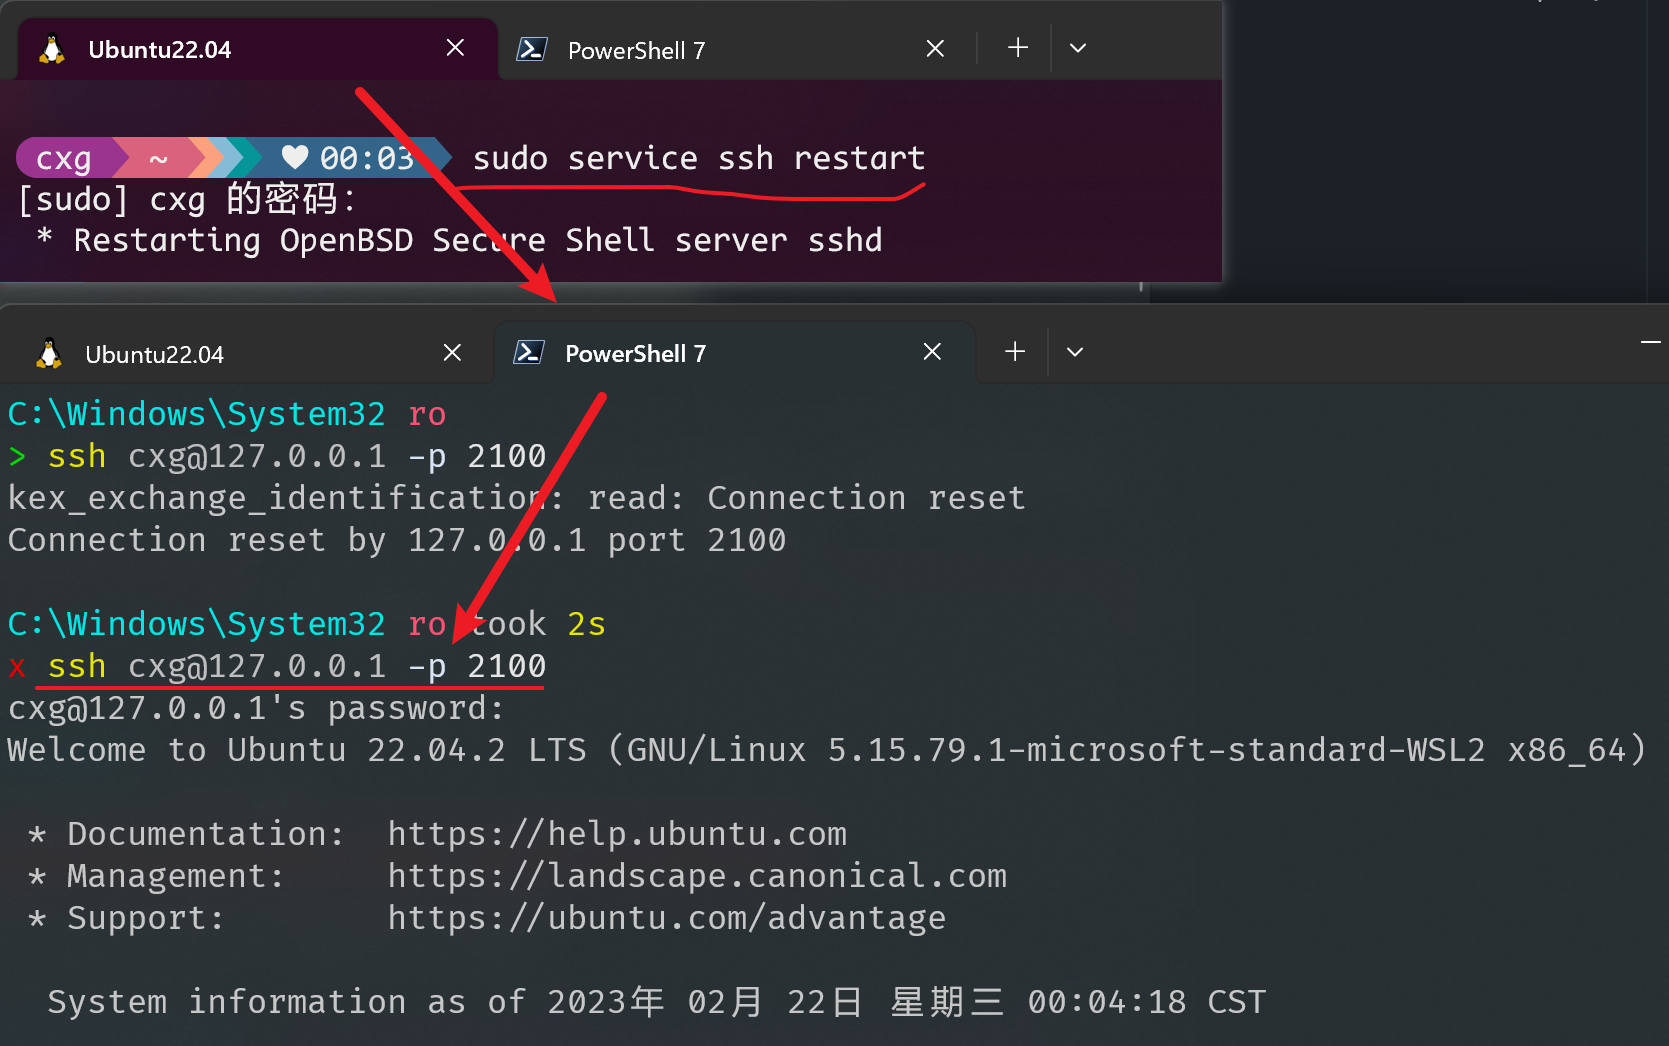 Ubuntu22.04 PowerShell 7
cxg ~ ♥ 00:03 sudo service ssh restart
[sudo] cxg 的密码:
* Restarting OpenBSD Secure Shell server sshd
Ubuntu22.04 PowerShell 7
C:\Windows\System32 ro
> ssh cxg@127.0.0.1 -p 2100
kex_exchange_identification: read: Connection reset
Connection reset by 127.0.0.1 port 2100
C:\Windows\System32 ro took 2s
x ssh cxg@127.0.0.1 -p 2100
cxg@127.0.0.1's password:
Welcome to Ubuntu 22.04.2 LTS (GNU/Linux 5.15.79.1-microsoft-standard-WSL2 x86_64)
* Documentation: https://help.ubuntu.com
* Management: https://landscape.canonical.com
* Support: https://ubuntu.com/advantage
System information as of 2023年 02月 22日 星期三 00:04:18 CST